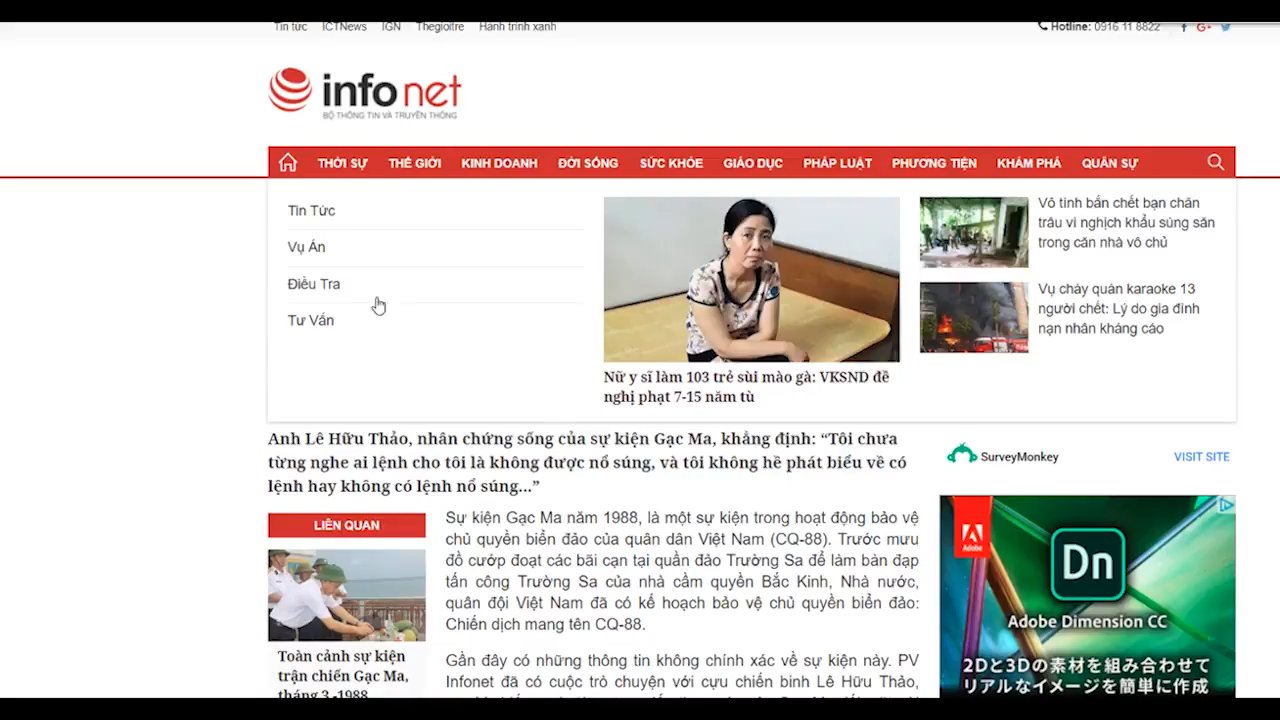 Tin tức ICTNews IGN Thegioitre Hành trình xanh
Hotline: 0916 11 8822
infonet
BỘ THÔNG TIN VÀ TRUYỀN THÔNG
THỜI SỰ THẾ GIỚI KINH DOANH ĐỜI SỐNG SỨC KHỎE GIÁO DỤC PHÁP LUẬT PHƯƠNG TIỆN KHÁM PHÁ QUÂN SỰ
Tin Tức
Vụ Án
Điều Tra
Tư Vấn
Nữ y sĩ làm 103 trẻ sùi mào gà: VKSND đề
nghị phạt 7-15 năm tù
Vô tình bắn chết bạn chăn
trâu vì nghịch khẩu súng săn
trong căn nhà vô chủ
Vụ cháy quán karaoke 13
người chết: Lý do gia đình
nạn nhân kháng cáo
Anh Lê Hữu Thảo, nhân chứng sống của sự kiện Gạc Ma, khẳng định: “Tôi chưa
từng nghe ai lệnh cho tôi là không được nổ súng, và tôi không hề phát biểu về có
lệnh hay không có lệnh nổ súng...”
LIÊN QUAN
Toàn cảnh sự kiện
trận chiến Gạc Ma,
tháng 3 -1988
Sự kiện Gạc Ma năm 1988, là một sự kiện trong hoạt động bảo vệ
chủ quyền biển đảo của quân dân Việt Nam (CQ-88). Trước mưu
đồ cướp đoạt các bãi cạn tại quần đảo Trường Sa để làm bàn đạp
tấn công Trường Sa của nhà cầm quyền Bắc Kinh, Nhà nước,
quân đội Việt Nam đã có kế hoạch bảo vệ chủ quyền biển đảo:
Chiến dịch mang tên CQ-88.
Gần đây có những thông tin không chính xác về sự kiện này. PV
Infonet đã có cuộc trò chuyện với cựu chiến binh Lê Hữu Thảo,
SurveyMonkey VISIT SITE
Adobe
Dn
Adobe Dimension CC
2Dと3Dの素材を組み合わせて
リアルなイメージを簡単に作成